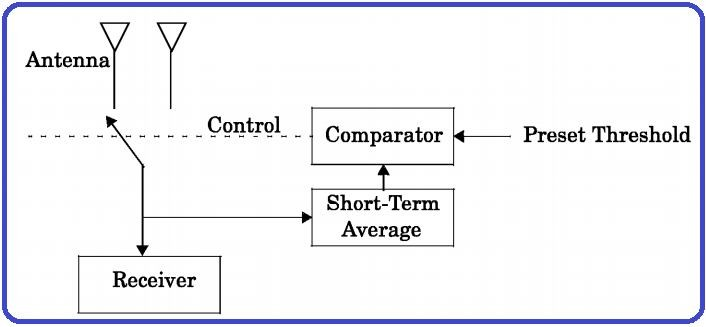 Antenna
Control
Comparator
Preset Threshold
Short-Term
Average
Receiver